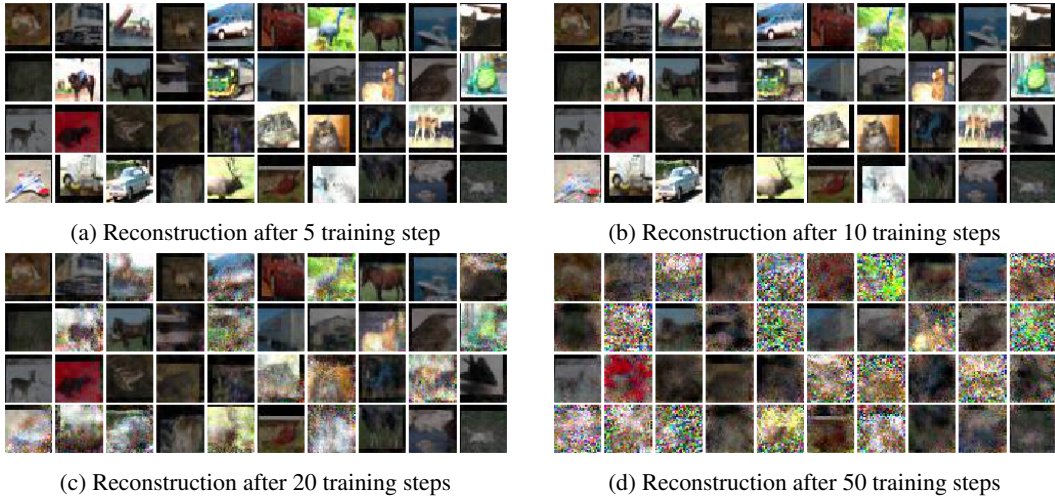 (a) Reconstruction after 5 training step
(b) Reconstruction after 10 training steps
(c) Reconstruction after 20 training steps
(d) Reconstruction after 50 training steps